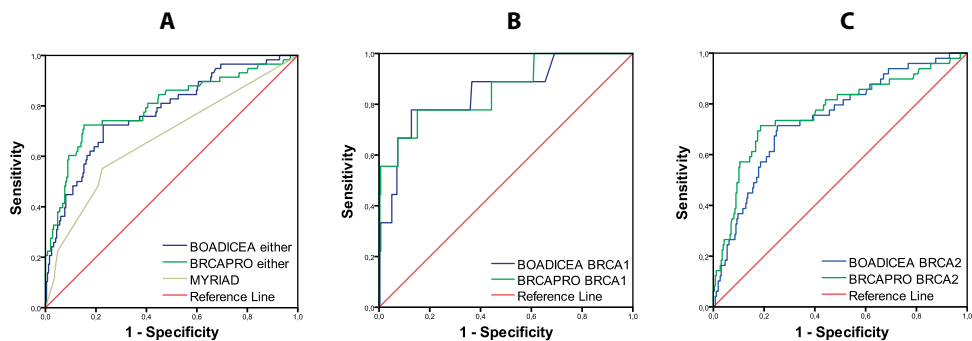 A
1,0
0,8
0,6
0,4
0,2
0,0
Sensitivity
BOADICEA either
BRCAPRO either
MYRIAD
Reference Line
0,0
0,2
0,4
0,6
0,8
1,0
1 - Specificity
B
1,0
0,8
0,6
0,4
0,2
0,0
Sensitivity
BOADICEA BRCA1
BRCAPRO BRCA1
Reference Line
0,0
0,2
0,4
0,6
0,8
1,0
1 - Specificity
C
1,0
0,8
0,6
0,4
0,2
0,0
Sensitivity
BOADICEA BRCA2
BRCAPRO BRCA2
Reference Line
0,0
0,2
0,4
0,6
0,8
1,0
1 - Specificity